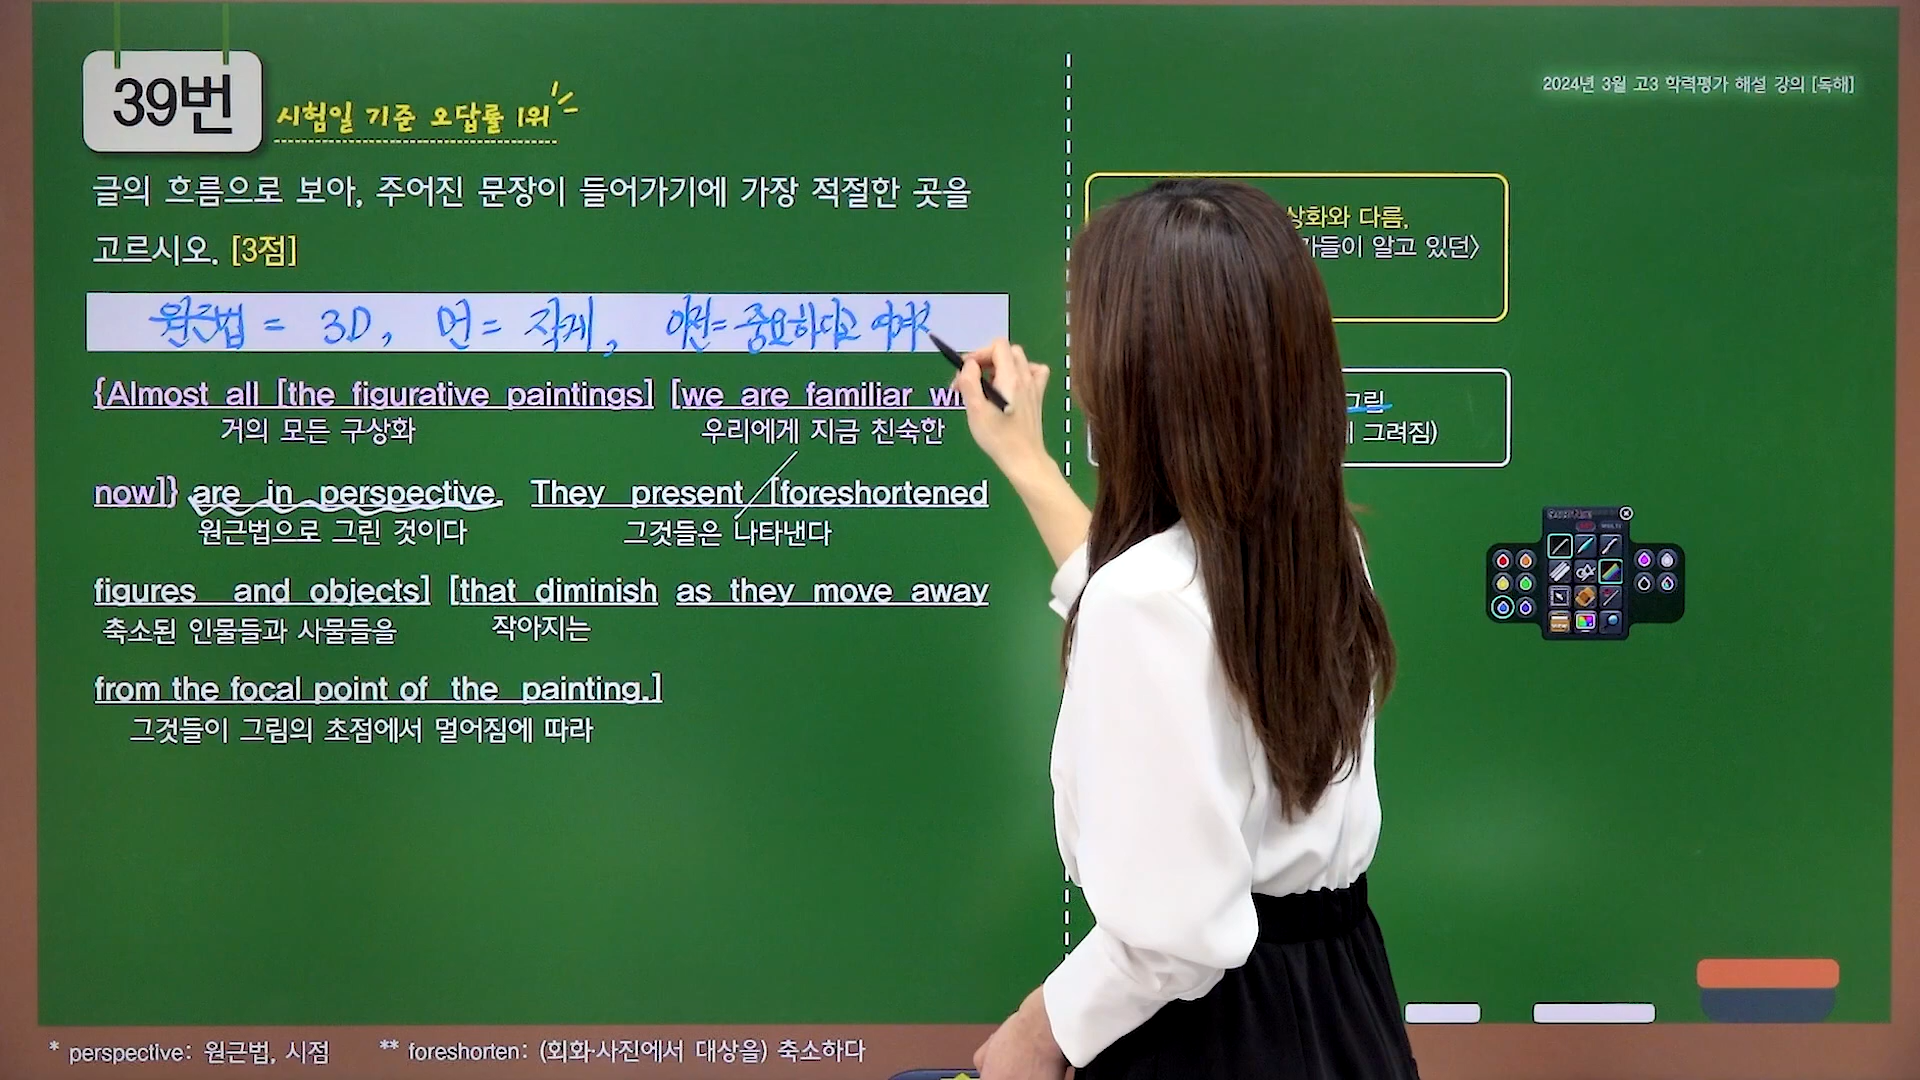 39번
시험일 기준 오답률 1위
2024년 3월 고3 학력평가 해설 강의 [독해]
글의 흐름으로 보아, 주어진 문장이 들어가기에 가장 적절한 곳을
고르시오. [3점]
원근법 = 3D, 먼 = 작게, 이전= 중요하다고
{Almost all [the figurative paintings] [we are familiar
거의 모든 구상화 우리에게 지금 친숙한
now]} are in perspective. They present [foreshortened
원근법으로 그린 것이다 그것들은 나타낸다
figures and objects] [that diminish as they move away
축소된 인물들과 사물들을 작아지는
from the focal point of the painting.]
그것들이 그림의 초점에서 멀어짐에 따라
상화와 다름,
들이 알고 있던〉
그림
그려짐)
* perspective: 원근법, 시점 ** foreshorten: (회화·사진에서 대상을) 축소하다